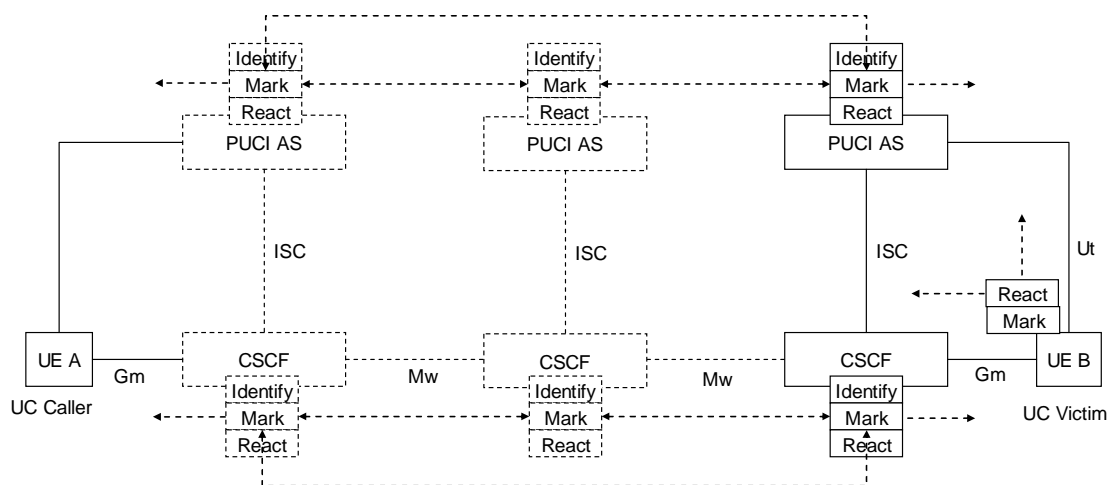 Identify
Identify
Identify
Mark
Mark
Mark
React
React
React
PUCI AS
PUCI AS
PUCI AS
ISC
ISC
ISC
Ut
React
Mark
UE A
CSCF
CSCF
CSCF
UE B
Gm
Mw
Mw
Gm
UC Caller
Identify
Identify
Identify
UC Victim
Mark
Mark
Mark
React
React
React